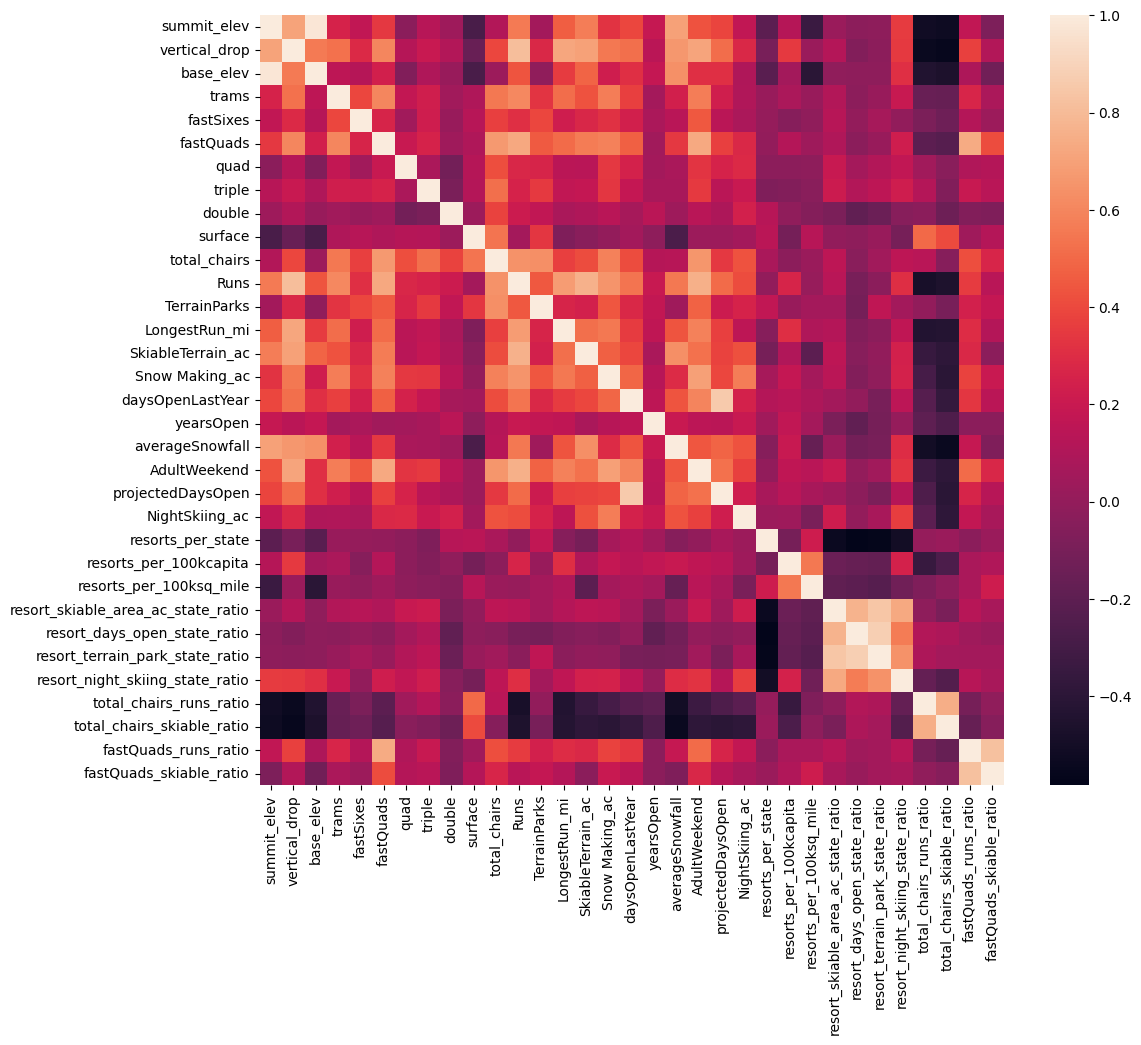 summit_elev
vertical_drop
base_elev
trams
fastSixes
fastQuads
quad
triple
double
surface
total_chairs
Runs
TerrainParks
LongestRun_mi
SkiableTerrain_ac
Snow Making_ac
daysOpenLastYear
yearsOpen
averageSnowfall
AdultWeekend
projectedDaysOpen
NightSkiing_ac
resorts_per_state
resorts_per_100kcapita
resorts_per_100ksq_mile
resort_skiable_area_ac_state_ratio
resort_days_open_state_ratio
resort_terrain_park_state_ratio
resort_night_skiing_state_ratio
total_chairs_runs_ratio
total_chairs_skiable_ratio
fastQuads_runs_ratio
fastQuads_skiable_ratio
summit_elev
vertical_drop
base_elev
trams
fastSixes
fastQuads
quad
triple
double
surface
total_chairs
Runs
TerrainParks
LongestRun_mi
SkiableTerrain_ac
Snow Making_ac
daysOpenLastYear
yearsOpen
averageSnowfall
AdultWeekend
projectedDaysOpen
NightSkiing_ac
resorts_per_state
resorts_per_100kcapita
resorts_per_100ksq_mile
resort_skiable_area_ac_state_ratio
resort_days_open_state_ratio
resort_terrain_park_state_ratio
resort_night_skiing_state_ratio
total_chairs_runs_ratio
total_chairs_skiable_ratio
fastQuads_runs_ratio
fastQuads_skiable_ratio
1.0
0.8
0.6
0.4
0.2
0.0
−0.2
−0.4